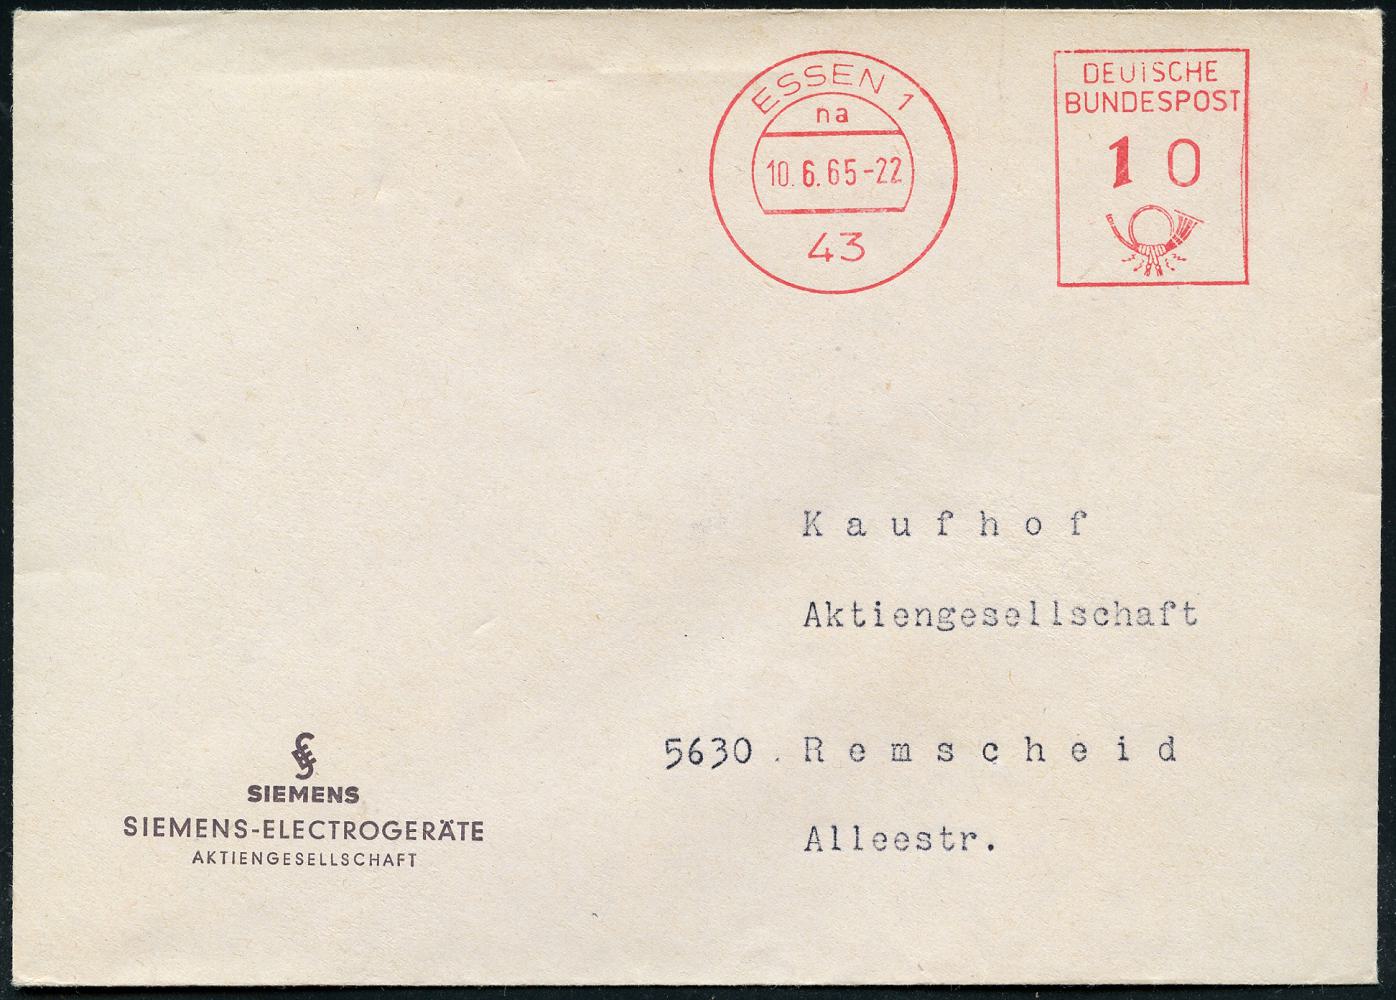 ESSEN 1
na
10.6.65-22
43
DEUTSCHE
BUNDESPOST
10
Kaufhof
Aktiengesellschaft
5630 Remscheid
Alleestr.
SIEMENS
SIEMENS-ELECTROGERÄTE
AKTIENGESELLSCHAFT